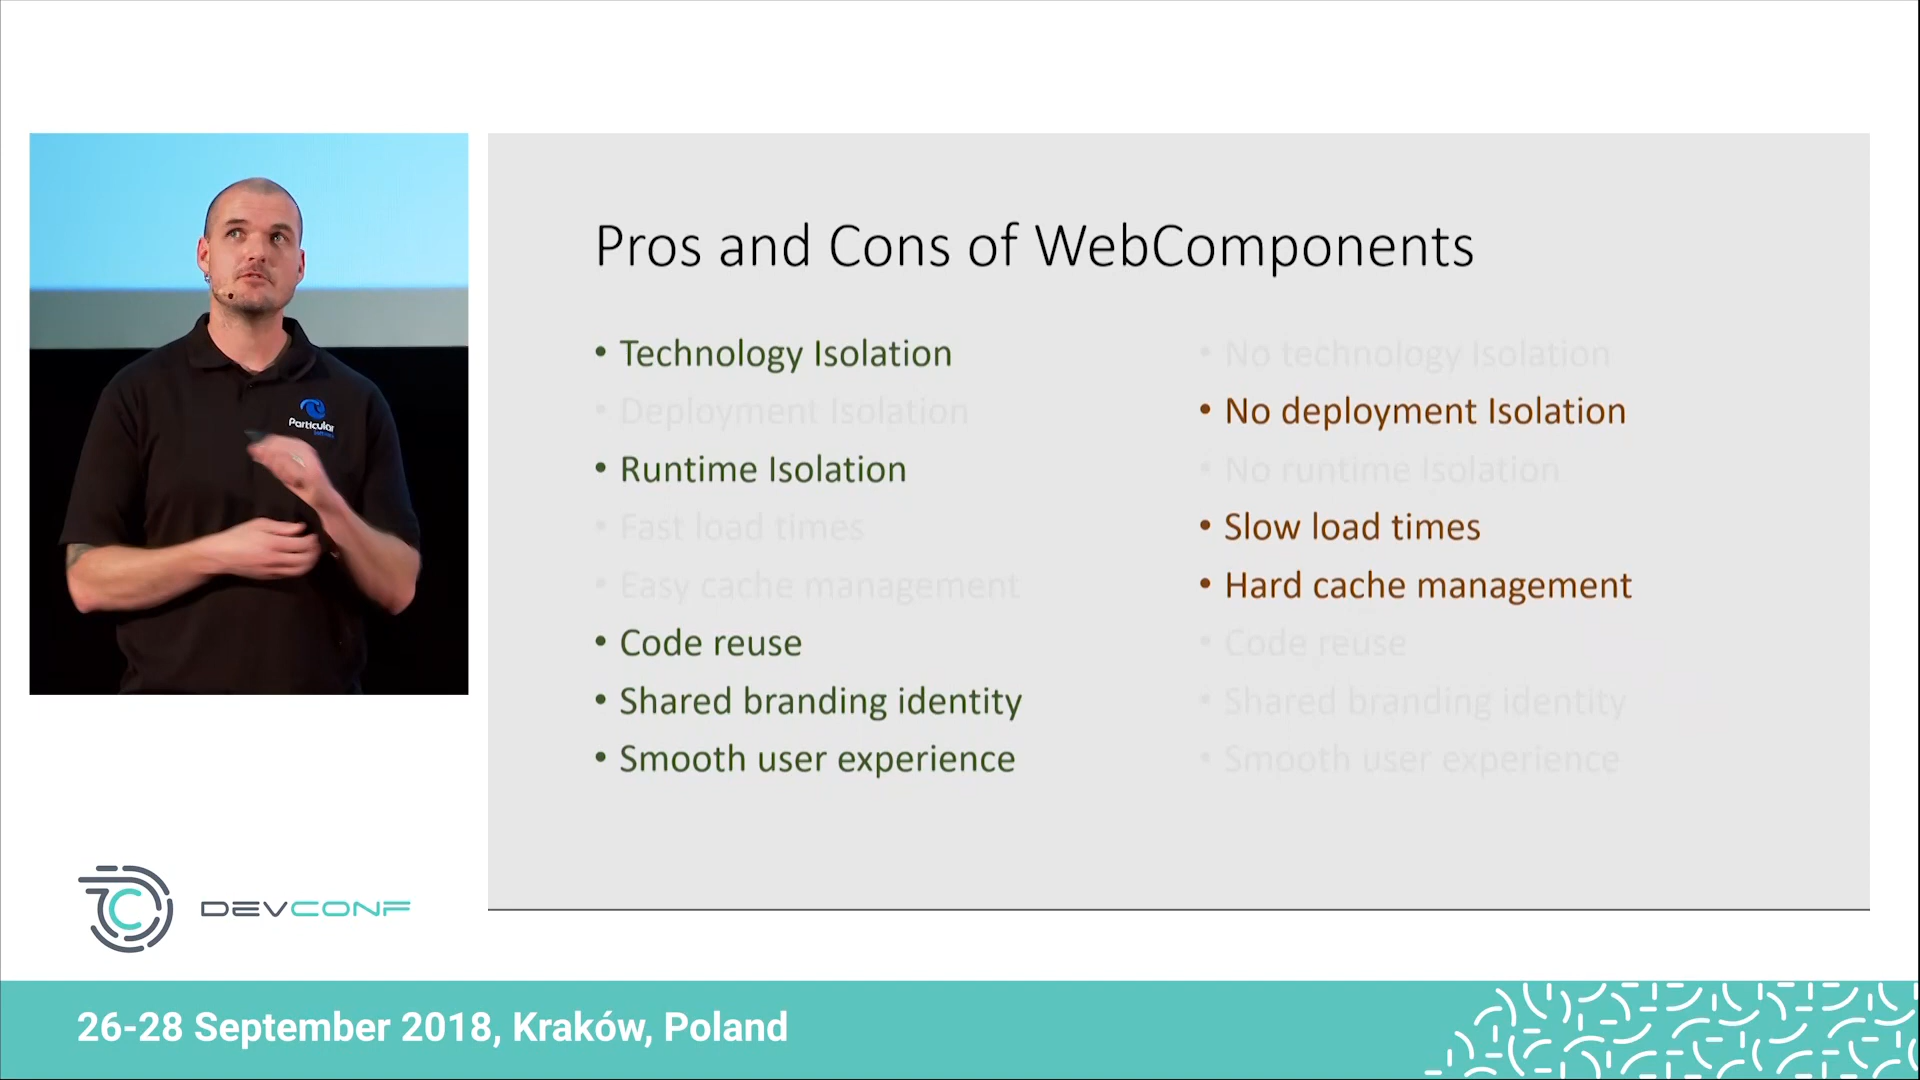 Pros and Cons of WebComponents
• Technology Isolation
• Deployment Isolation
• Runtime Isolation
• Fast load times
• Easy cache management
• Code reuse
• Shared branding identity
• Smooth user experience
• No technology Isolation
• No deployment Isolation
• No runtime Isolation
• Slow load times
• Hard cache management
• Code reuse
• Shared branding identity
• Smooth user experience
Particular
DEVCONF
26-28 September 2018, Kraków, Poland